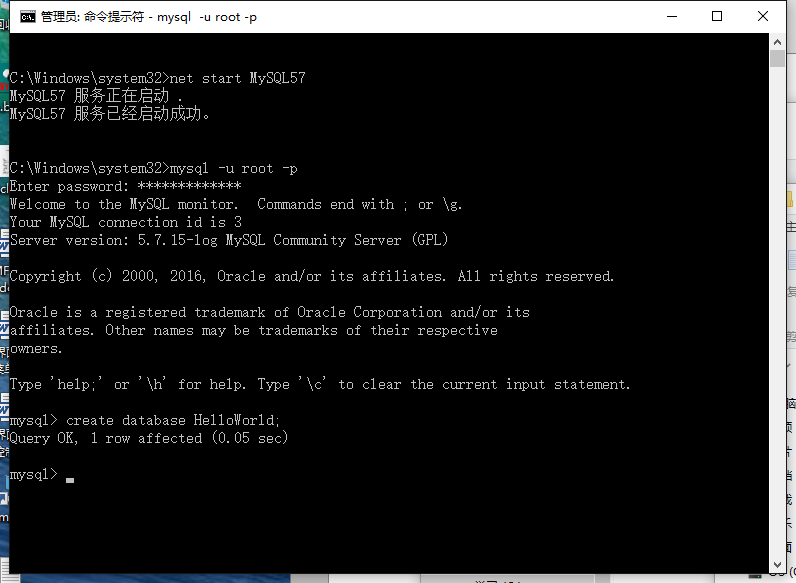 管理员: 命令提示符 - mysql  -u root -p
C:\Windows\system32>net start MySQL57
MySQL57 服务正在启动 .
MySQL57 服务已经启动成功。
C:\Windows\system32>mysql -u root -p
Enter password: *************
Welcome to the MySQL monitor.  Commands end with ; or \g.
Your MySQL connection id is 3
Server version: 5.7.15-log MySQL Community Server (GPL)
Copyright (c) 2000, 2016, Oracle and/or its affiliates. All rights reserved.
Oracle is a registered trademark of Oracle Corporation and/or its
affiliates. Other names may be trademarks of their respective
owners.
Type 'help;' or '\h' for help. Type '\c' to clear the current input statement.
mysql> create database HelloWorld;
Query OK, 1 row affected (0.05 sec)
mysql>